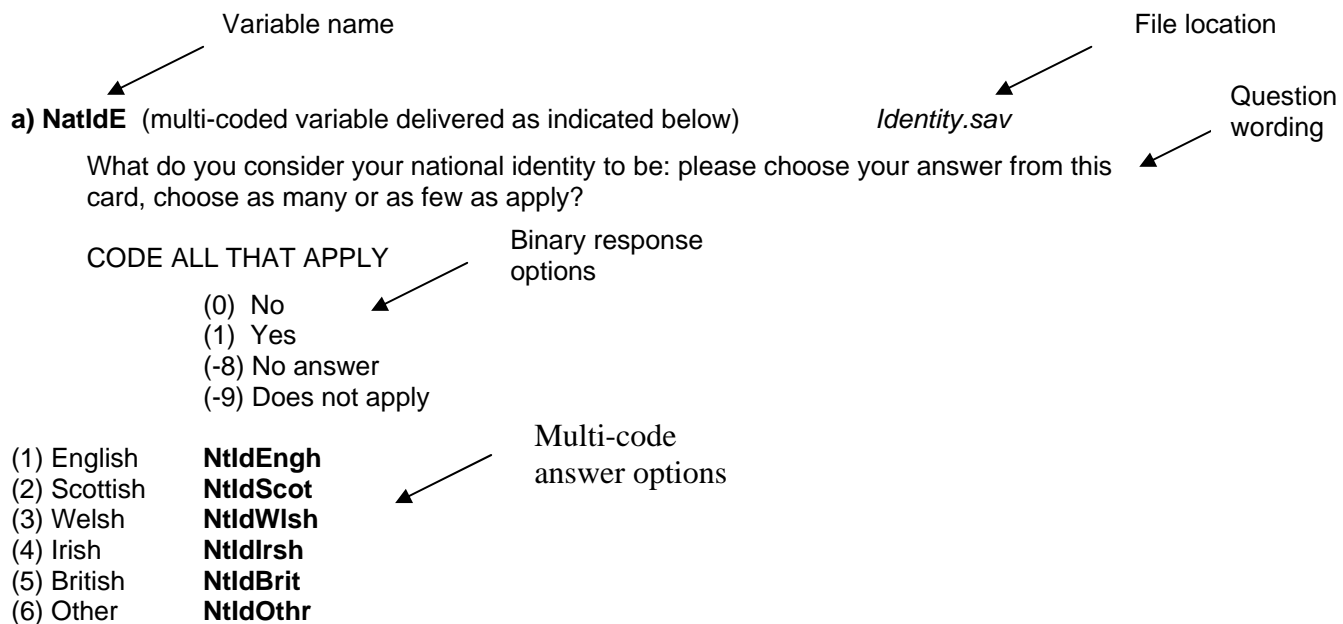 Variable name
File location
a) NatIdE (multi-coded variable delivered as indicated below) Identity.sav
Question
wording
What do you consider your national identity to be: please choose your answer from this
card, choose as many or as few as apply?
CODE ALL THAT APPLY
Binary response
options
(0) No
(1) Yes
(-8) No answer
(-9) Does not apply
Multi-code
answer options
(1) English NtIdEngh
(2) Scottish NtIdScot
(3) Welsh NtIdWlsh
(4) Irish NtIdIrsh
(5) British NtIdBrit
(6) Other NtIdOthr